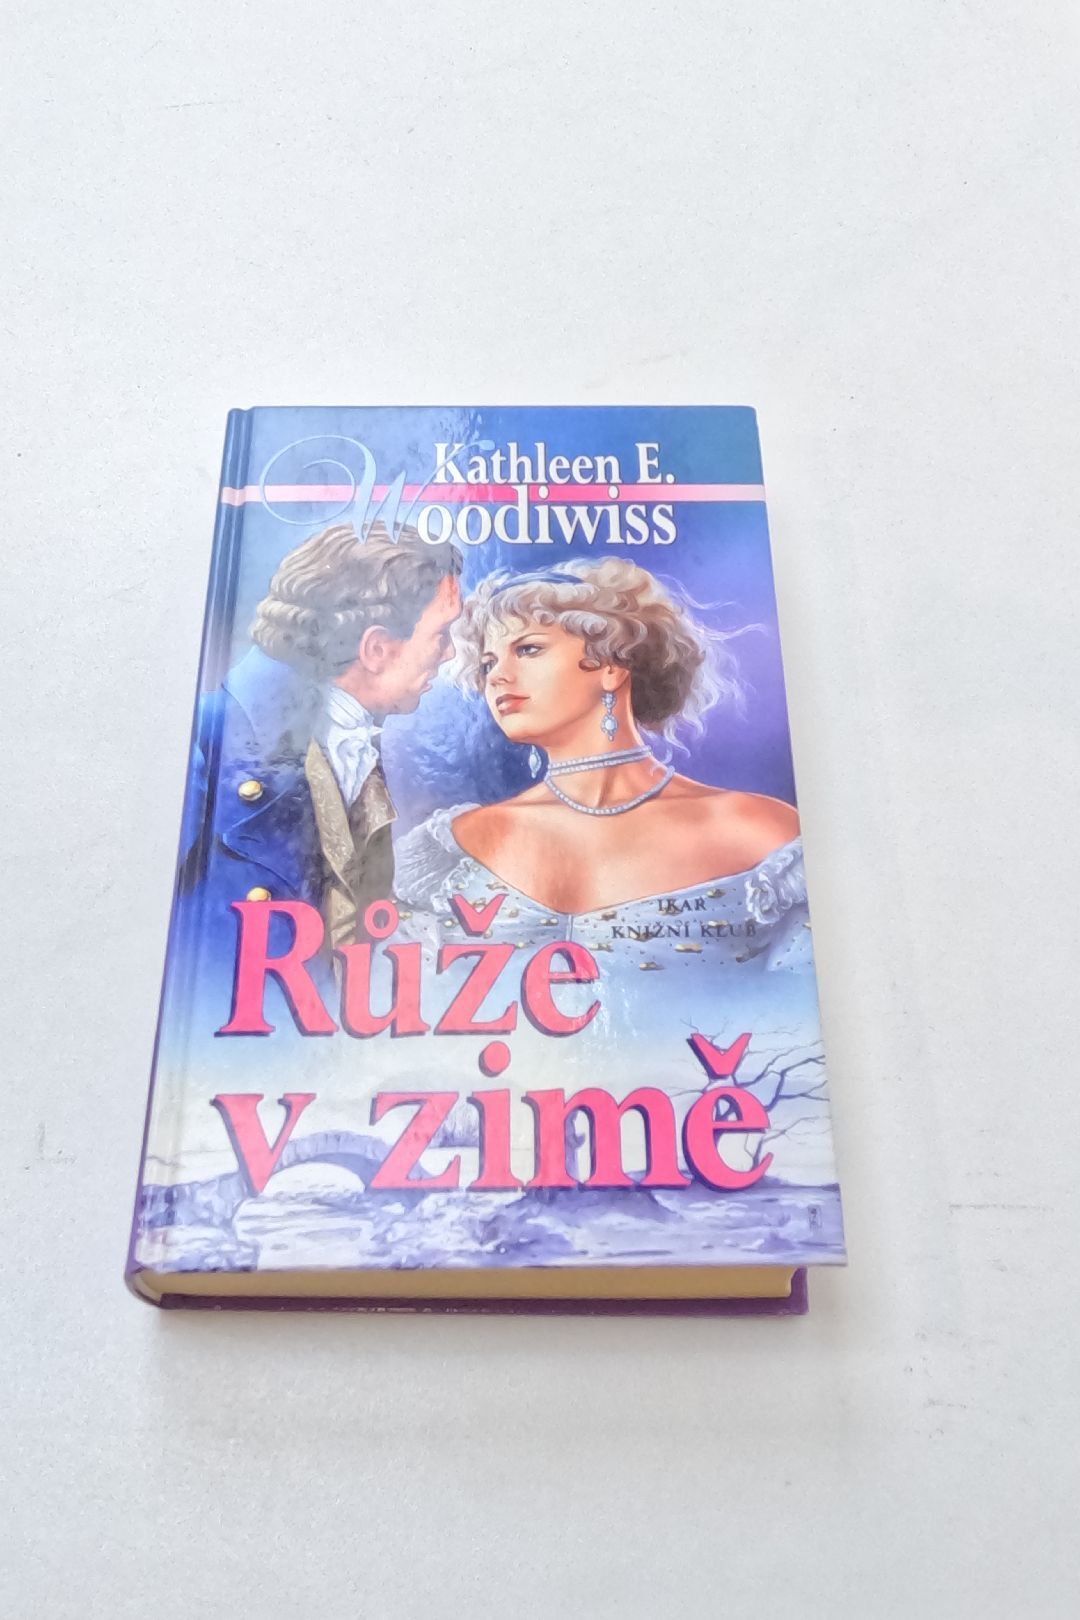 Kathleen E.
Woodiwiss
IKAR
KNIŽNÍ KLUB
Růže
v zimě